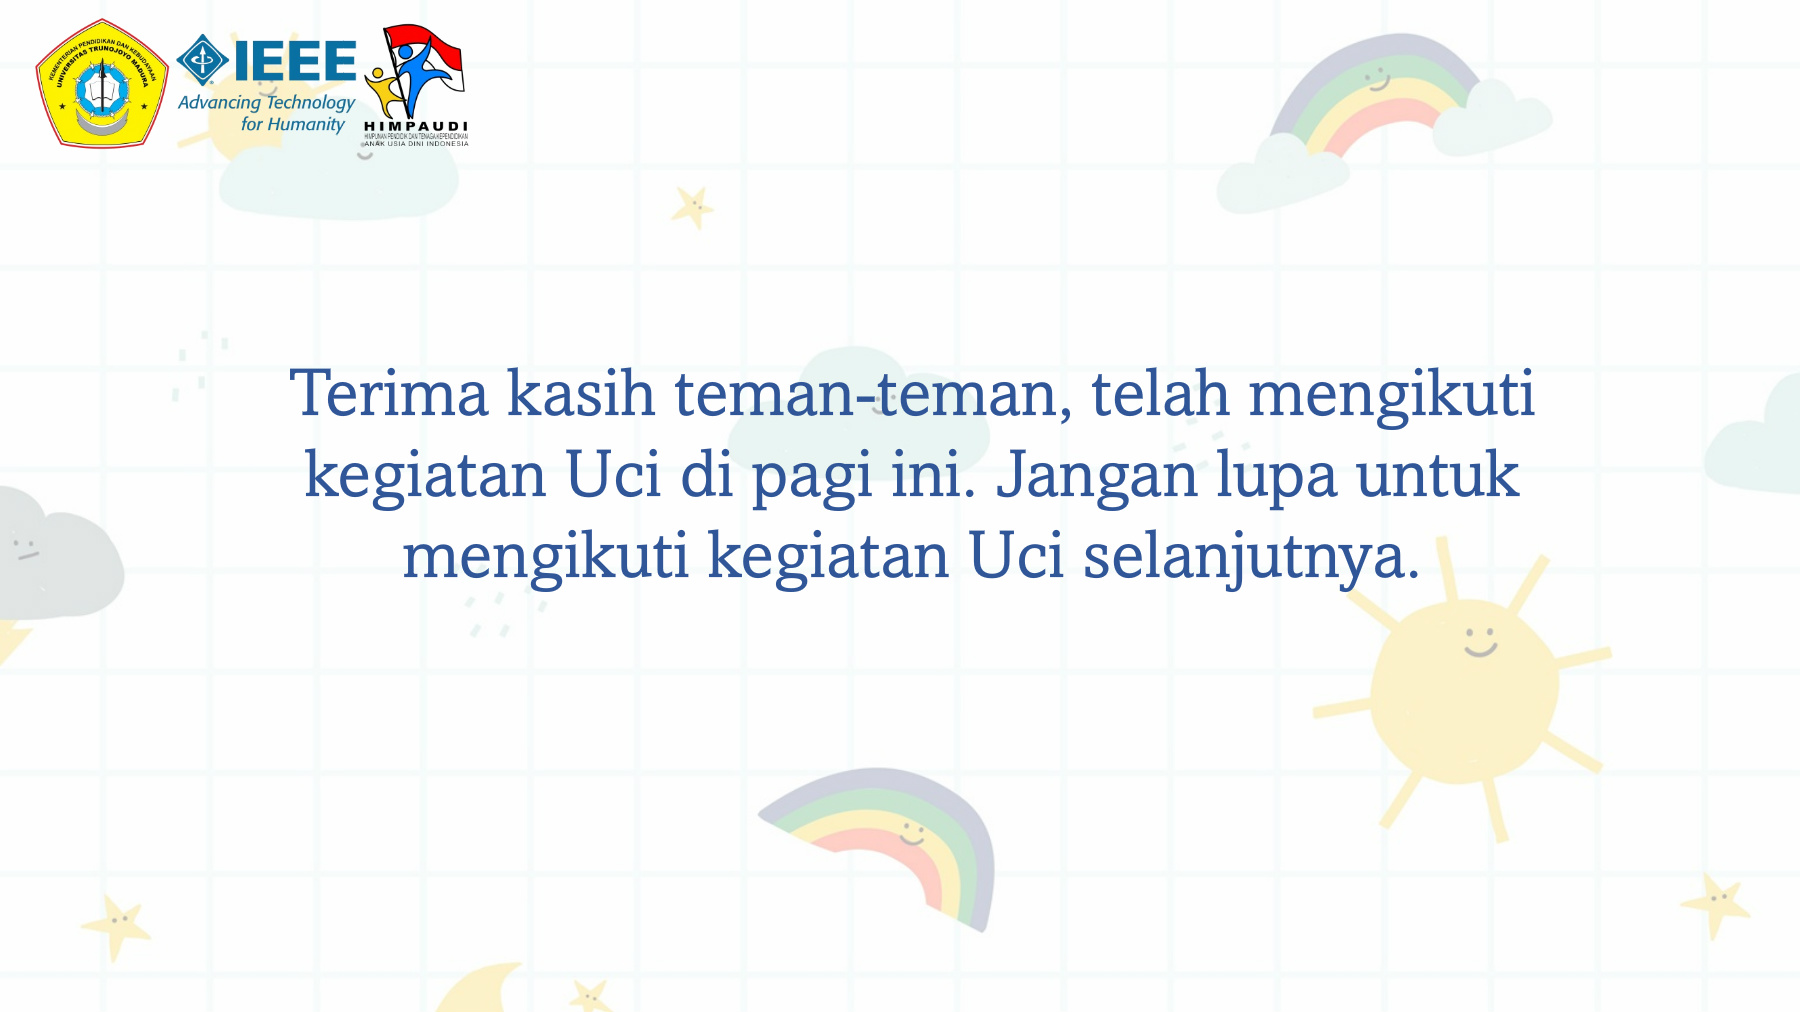 KEMENTERIAN PENDIDIKAN DAN KEBUDAYAAN
UNIVERSITAS TRUNOJOYO MADURA
IEEE
Advancing Technology
for Humanity
HIMPAUDI
HIMPUNAN PENDIDIK DAN TENAGA KEPENDIDIKAN
ANAK USIA DINI INDONESIA
Terima kasih teman-teman, telah mengikuti
kegiatan Uci di pagi ini. Jangan lupa untuk
mengikuti kegiatan Uci selanjutnya.